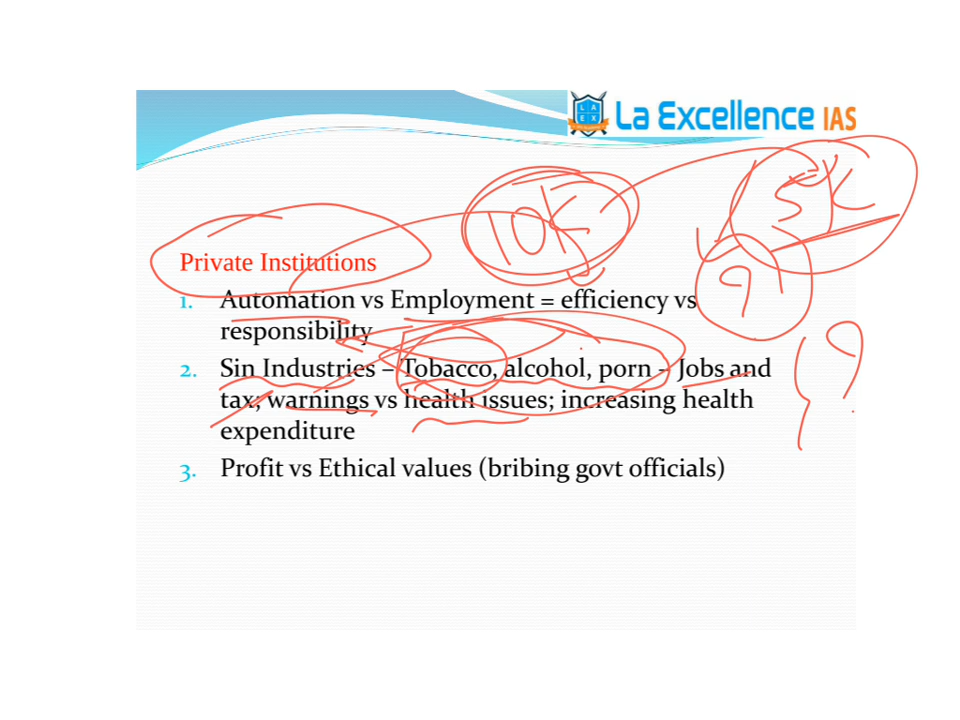 La Excellence IAS
L A
E X
10K
5K
9
Private Institutions
1. Automation vs Employment = efficiency vs
responsibility
2. Sin Industries – Tobacco, alcohol, porn – Jobs and
tax; warnings vs health issues; increasing health
expenditure
?
3. Profit vs Ethical values (bribing govt officials)